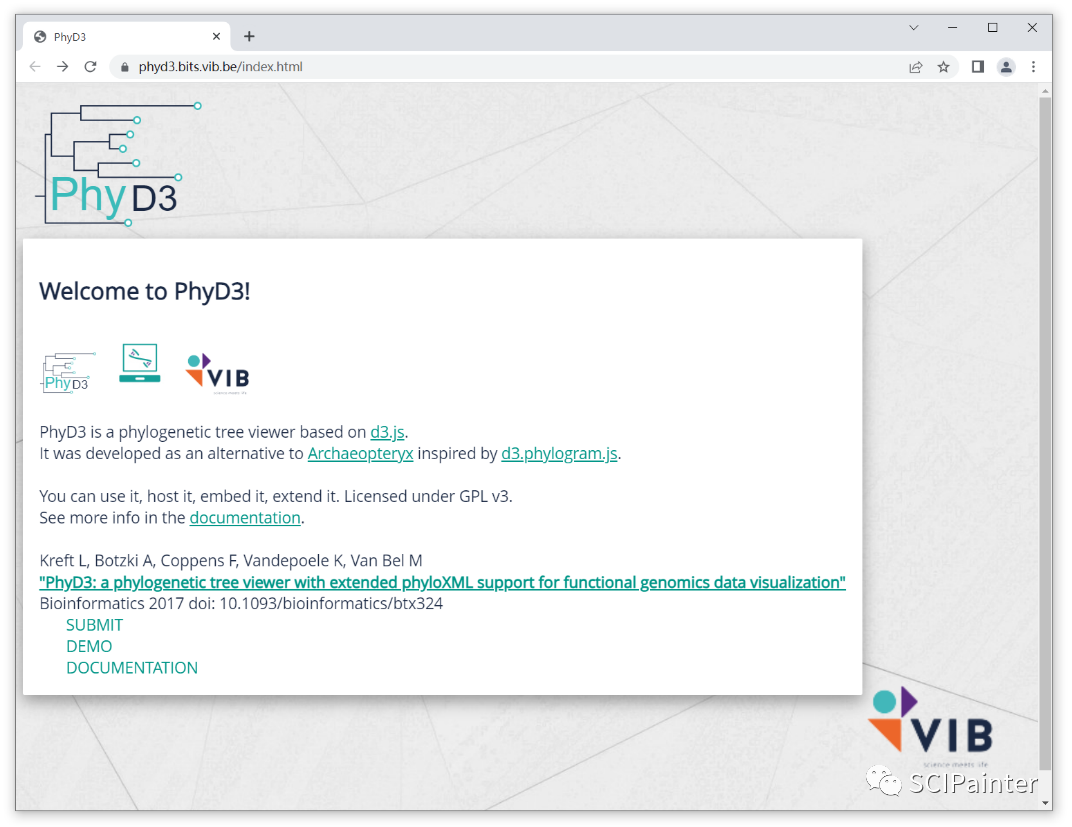 PhyD3
phyd3.bits.vib.be/index.html
PhyD3
Welcome to PhyD3!
PhyD3
VIB
PhyD3 is a phylogenetic tree viewer based on d3.js.
It was developed as an alternative to Archaeopteryx inspired by d3.phylogram.js.
You can use it, host it, embed it, extend it. Licensed under GPL v3.
See more info in the documentation.
Kreft L, Botzki A, Coppens F, Vandepoele K, Van Bel M
"PhyD3: a phylogenetic tree viewer with extended phyloXML support for functional genomics data visualization"
Bioinformatics 2017 doi: 10.1093/bioinformatics/btx324
SUBMIT
DEMO
DOCUMENTATION
VIB
science meets life
SCIPainter